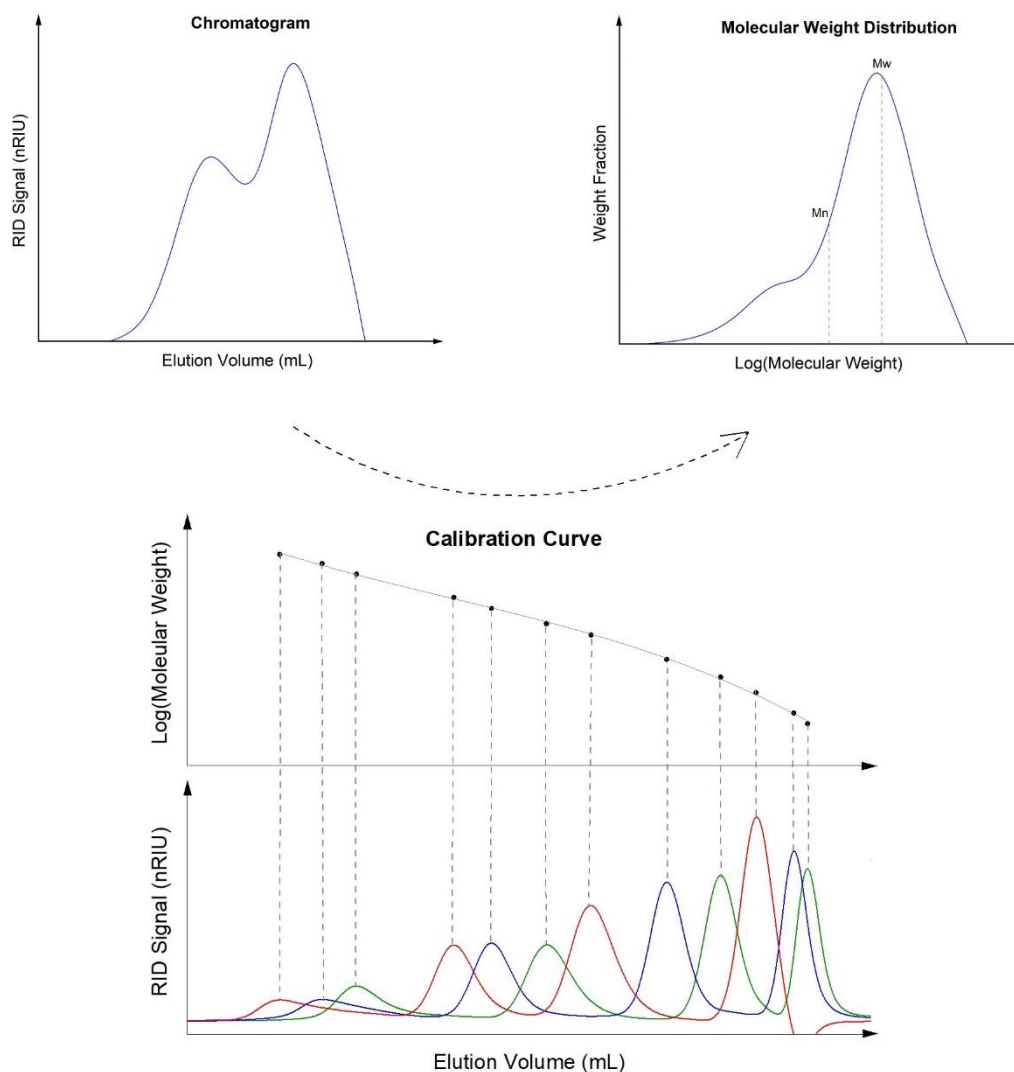 Chromatogram
RID Signal (nRIU)
Elution Volume (mL)
Molecular Weight Distribution
Mw
Mn
Weight Fraction
Log(Molecular Weight)
Calibration Curve
Log(Moleular Weight)
RID Signal (nRIU)
Elution Volume (mL)